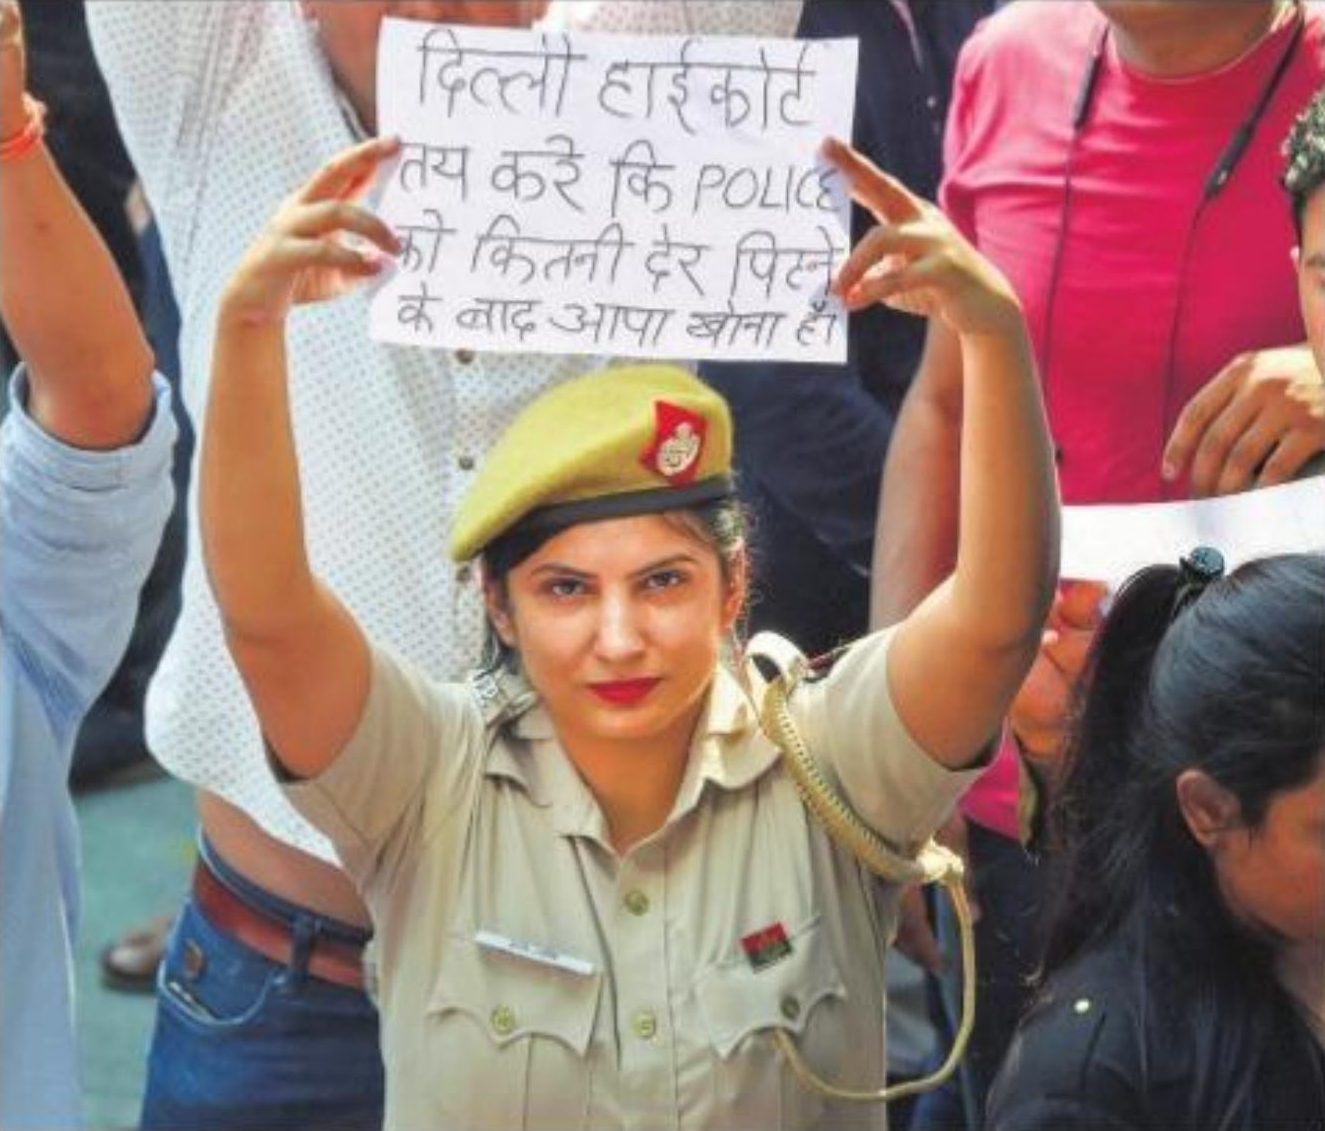 दिल्ली हाईकोर्ट
तय करे कि POLICE
को कितनी देर पिटने
के बाद आपा खोना है।